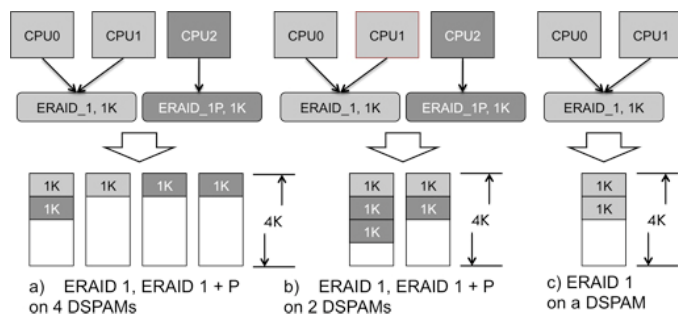 CPU0 CPU1 CPU2 CPU0 CPU1 CPU2 CPU0 CPU1
ERAID_1, 1K ERAID_1P, 1K ERAID_1, 1K ERAID_1P, 1K ERAID_1, 1K
1K 1K 1K 1K 1K 1K 1K
1K 1K 1K 1K
1K
4K 4K 4K
a) ERAID 1, ERAID 1 + P b) ERAID 1, ERAID 1 + P c) ERAID 1
on 4 DSPAMs on 2 DSPAMs on a DSPAM